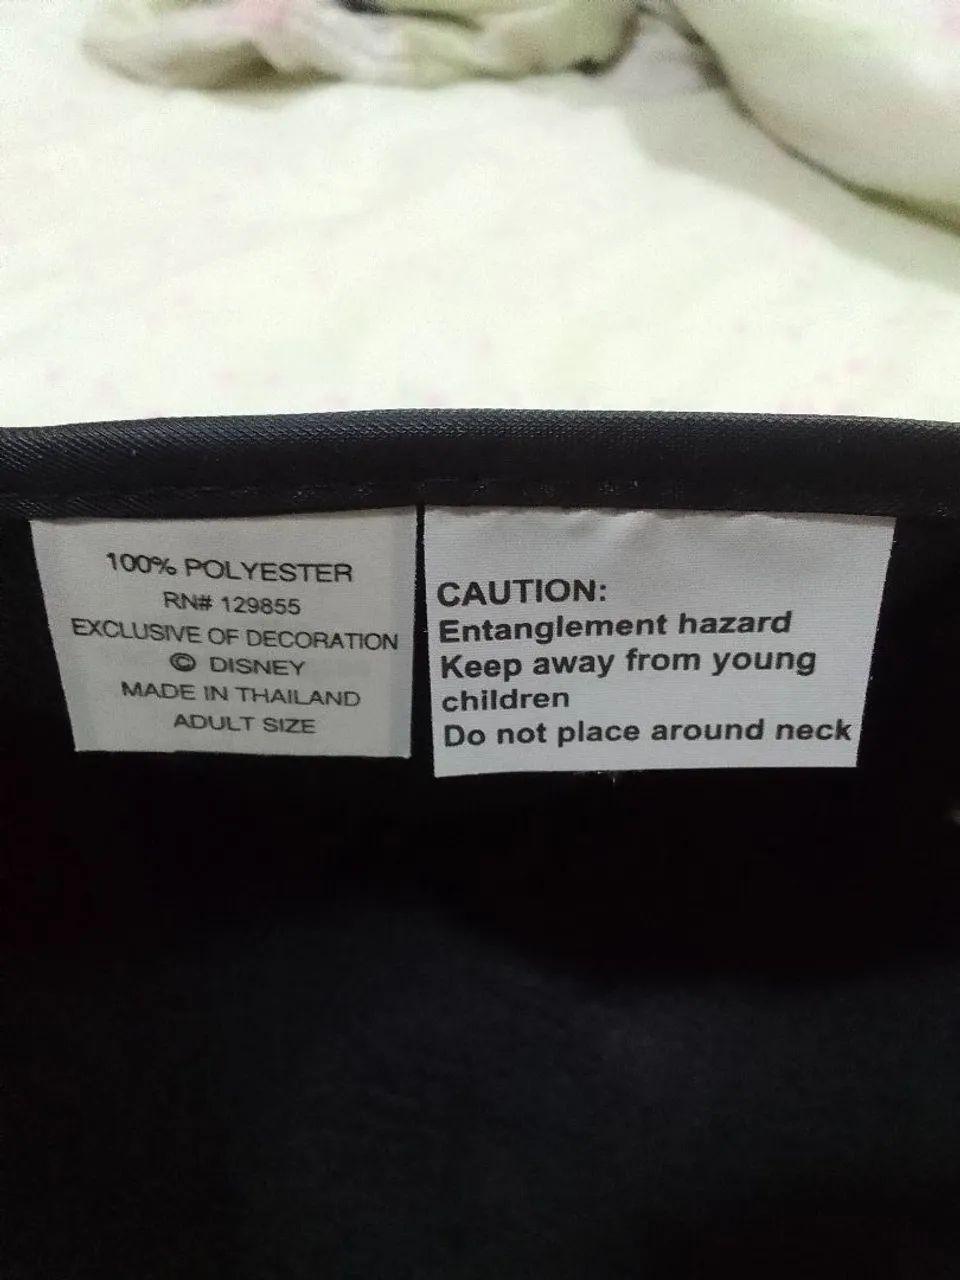 100% POLYESTER
RN# 129855
EXCLUSIVE OF DECORATION
© DISNEY
MADE IN THAILAND
ADULT SIZE
CAUTION:
Entanglement hazard
Keep away from young
children
Do not place around neck